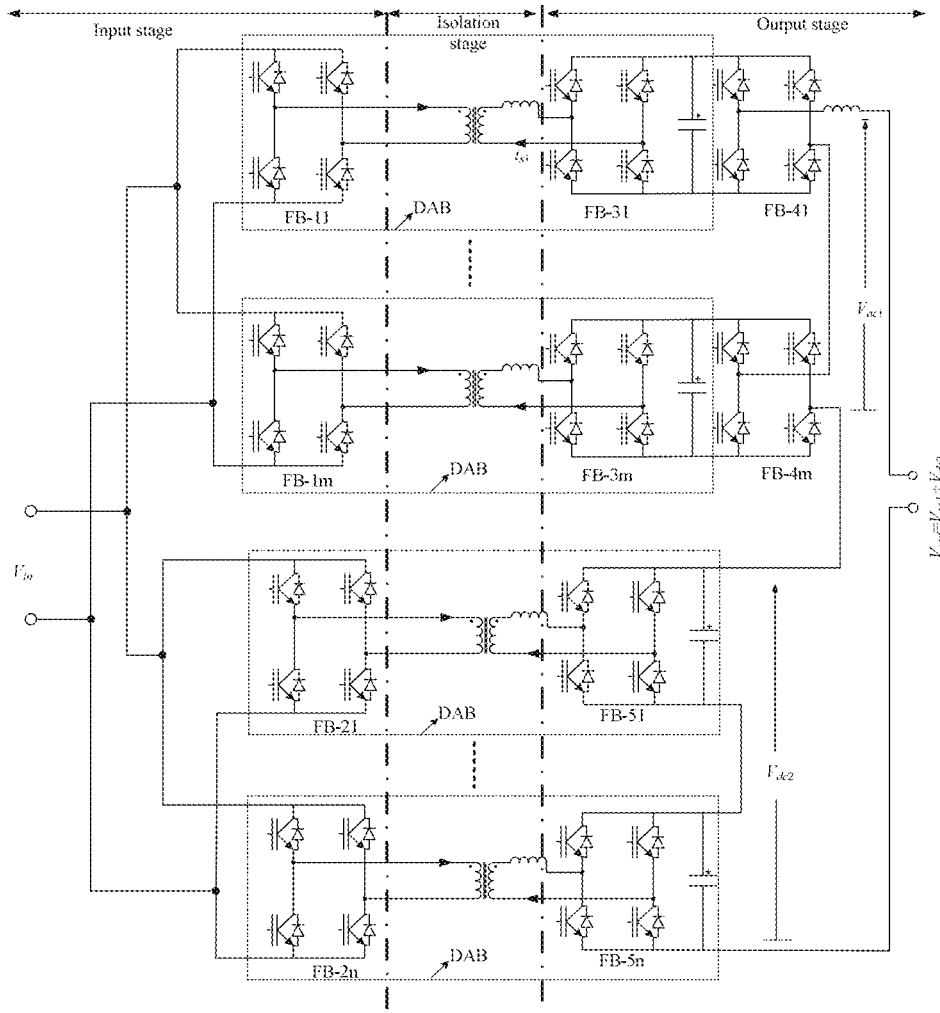 Input stage
Isolation
stage
Output stage
FB-11
DAB
FB-31
FB-41
FB-1m
DAB
FB-3m
FB-4m
V_in
FB-21
DAB
FB-51
V_dc2
FB-2n
DAB
FB-5n